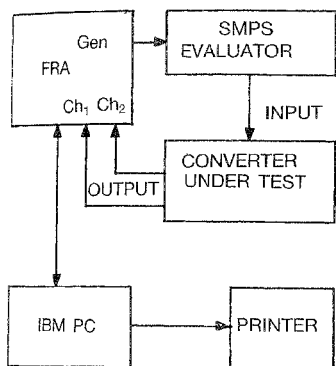 Gen
FRA
Ch1 Ch2
SMPS
EVALUATOR
INPUT
CONVERTER
UNDER TEST
OUTPUT
IBM PC
PRINTER